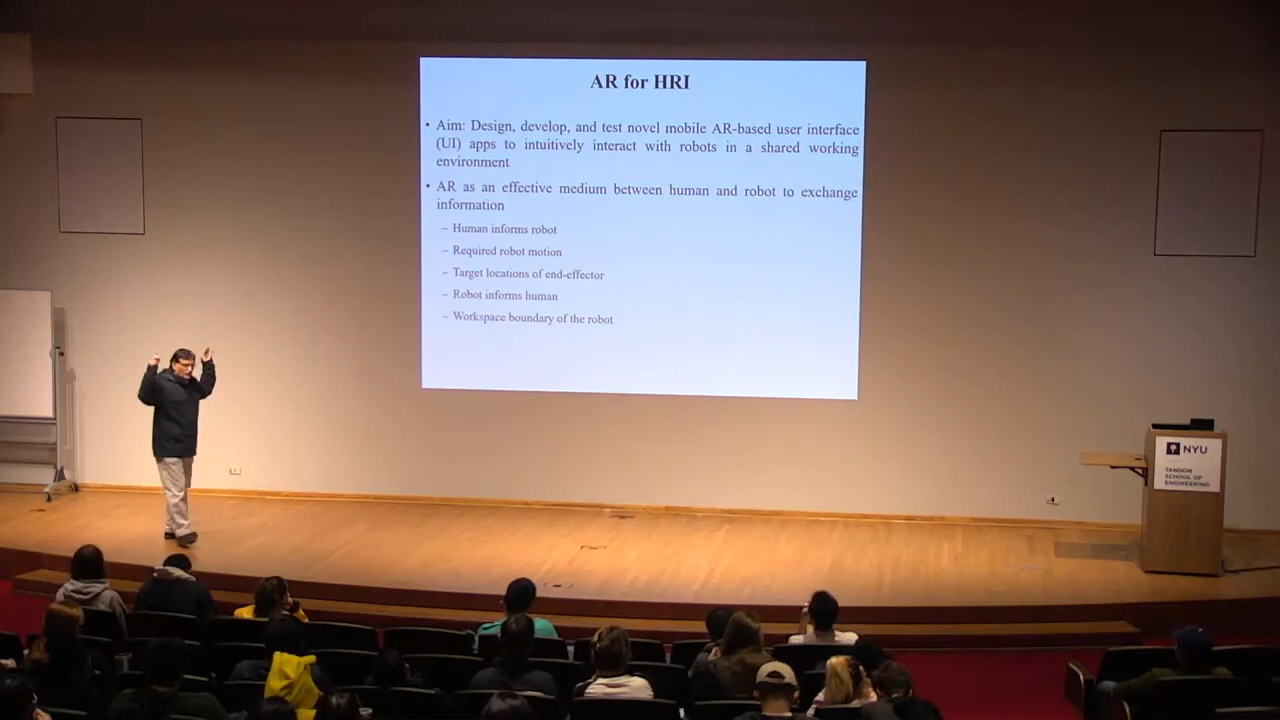 AR for HRI
• Aim: Design, develop, and test novel mobile AR-based user interface
(UI) apps to intuitively interact with robots in a shared working
environment
• AR as an effective medium between human and robot to exchange
information
– Human informs robot
– Required robot motion
– Target locations of end-effector
– Robot informs human
– Workspace boundary of the robot
NYU
TANDON
SCHOOL OF
ENGINEERING